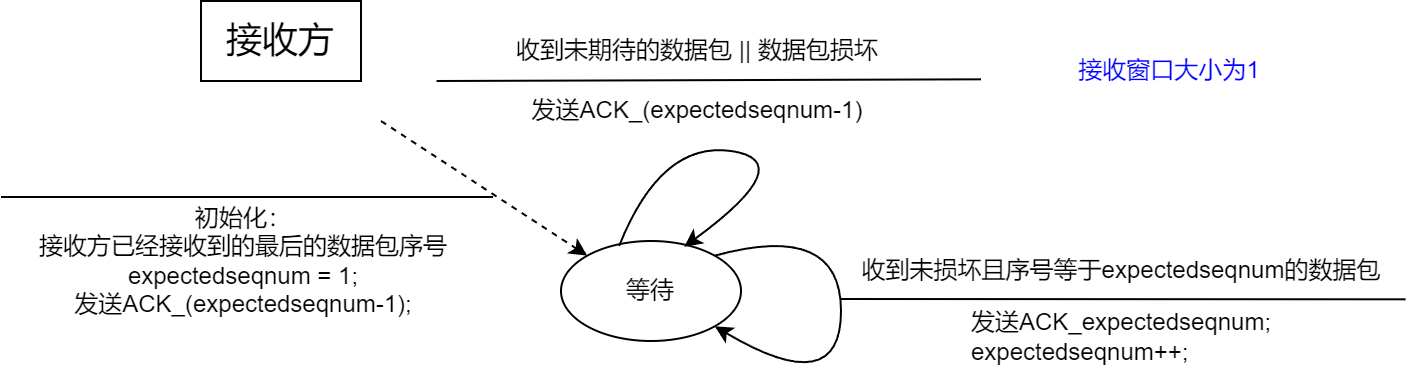 接收方
收到未期待的数据包 || 数据包损坏
发送ACK_(expectedseqnum-1)
接收窗口大小为1
初始化：
接收方已经接收到的最后的数据包序号
expectedseqnum = 1;
发送ACK_(expectedseqnum-1);
等待
收到未损坏且序号等于expectedseqnum的数据包
发送ACK_expectedseqnum;
expectedseqnum++;